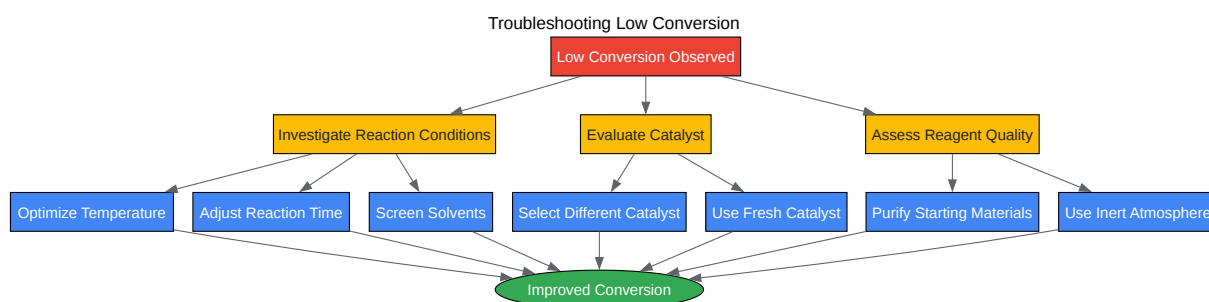 Troubleshooting Low Conversion
Low Conversion Observed
Investigate Reaction Conditions
Evaluate Catalyst
Assess Reagent Quality
Optimize Temperature
Adjust Reaction Time
Screen Solvents
Select Different Catalyst
Use Fresh Catalyst
Purify Starting Materials
Use Inert Atmosphere
Improved Conversion